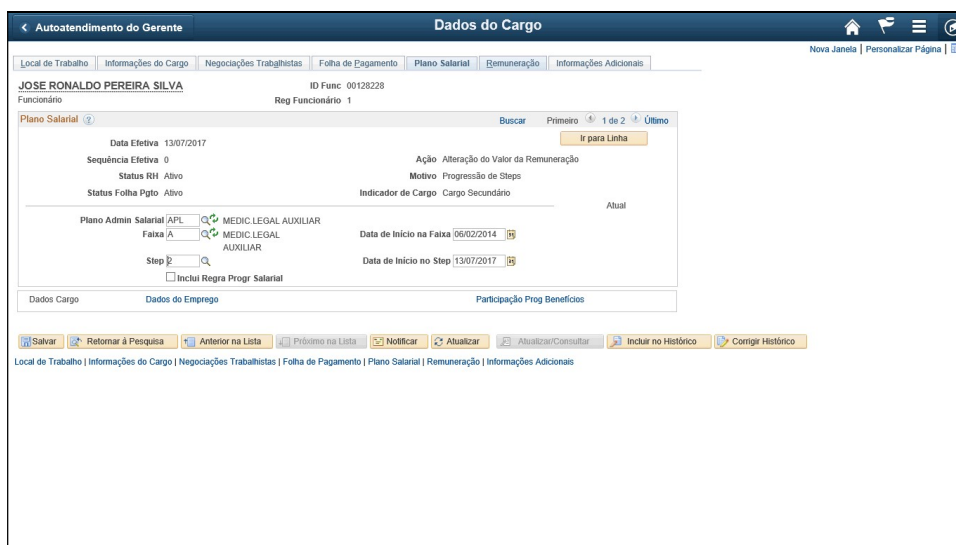 Autoatendimento do Gerente
Dados do Cargo
Nova Janela | Personalizar Página |
Local de Trabalho Informações do Cargo Negociações Trabalhistas Folha de Pagamento Plano Salarial Remuneração Informações Adicionais
JOSE RONALDO PEREIRA SILVA ID Func 00128228
Funcionário Reg Funcionário 1
Plano Salarial Buscar Primeiro 1 de 2 Último
Ir para Linha
Data Efetiva 13/07/2017
Sequência Efetiva 0 Ação Alteração do Valor da Remuneração
Status RH Ativo Motivo Progressão de Steps
Status Folha Pgto Ativo Indicador de Cargo Cargo Secundário
Atual
Plano Admin Salarial APL MEDIC.LEGAL AUXILIAR
Faixa A MEDIC.LEGAL AUXILIAR Data de Início na Faixa 06/02/2014
Step 2 Data de Início no Step 13/07/2017
Inclui Regra Progr Salarial
Dados Cargo Dados do Emprego Participação Prog Benefícios
Salvar Retornar à Pesquisa Anterior na Lista Próximo na Lista Notificar Atualizar Atualizar/Consultar Incluir no Histórico Corrigir Histórico
Local de Trabalho | Informações do Cargo | Negociações Trabalhistas | Folha de Pagamento | Plano Salarial | Remuneração | Informações Adicionais